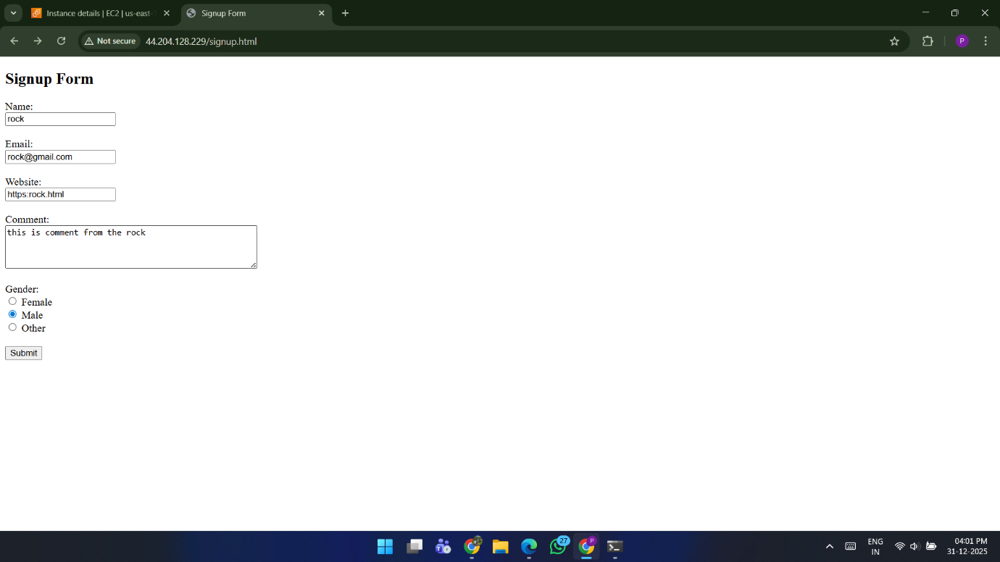 Instance details | EC2 | us-east-
Signup Form
Not secure
44.204.128.229/signup.html
P
Signup Form
Name:
rock
Email:
rock@gmail.com
Website:
https:rock.html
Comment:
this is comment from the rock
Gender:
Female
Male
Other
Submit
27
P
ENG
IN
04:01 PM
31-12-2025